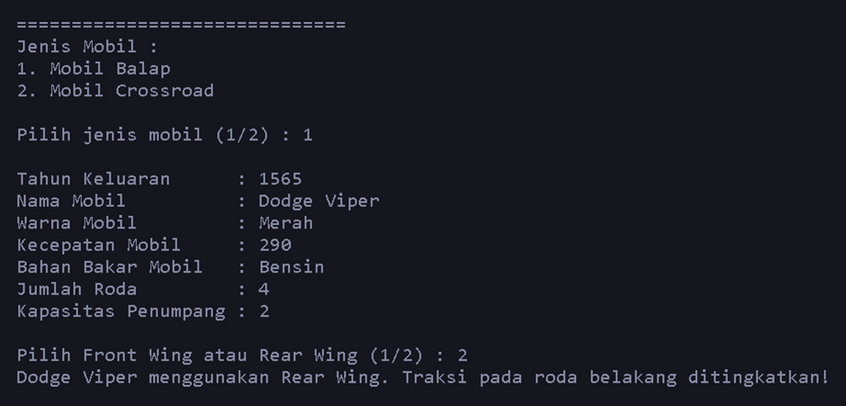 ==============================
Jenis Mobil :
1. Mobil Balap
2. Mobil Crossroad
Pilih jenis mobil (1/2) : 1
Tahun Keluaran      : 1565
Nama Mobil          : Dodge Viper
Warna Mobil         : Merah
Kecepatan Mobil     : 290
Bahan Bakar Mobil   : Bensin
Jumlah Roda         : 4
Kapasitas Penumpang : 2
Pilih Front Wing atau Rear Wing (1/2) : 2
Dodge Viper menggunakan Rear Wing. Traksi pada roda belakang ditingkatkan!